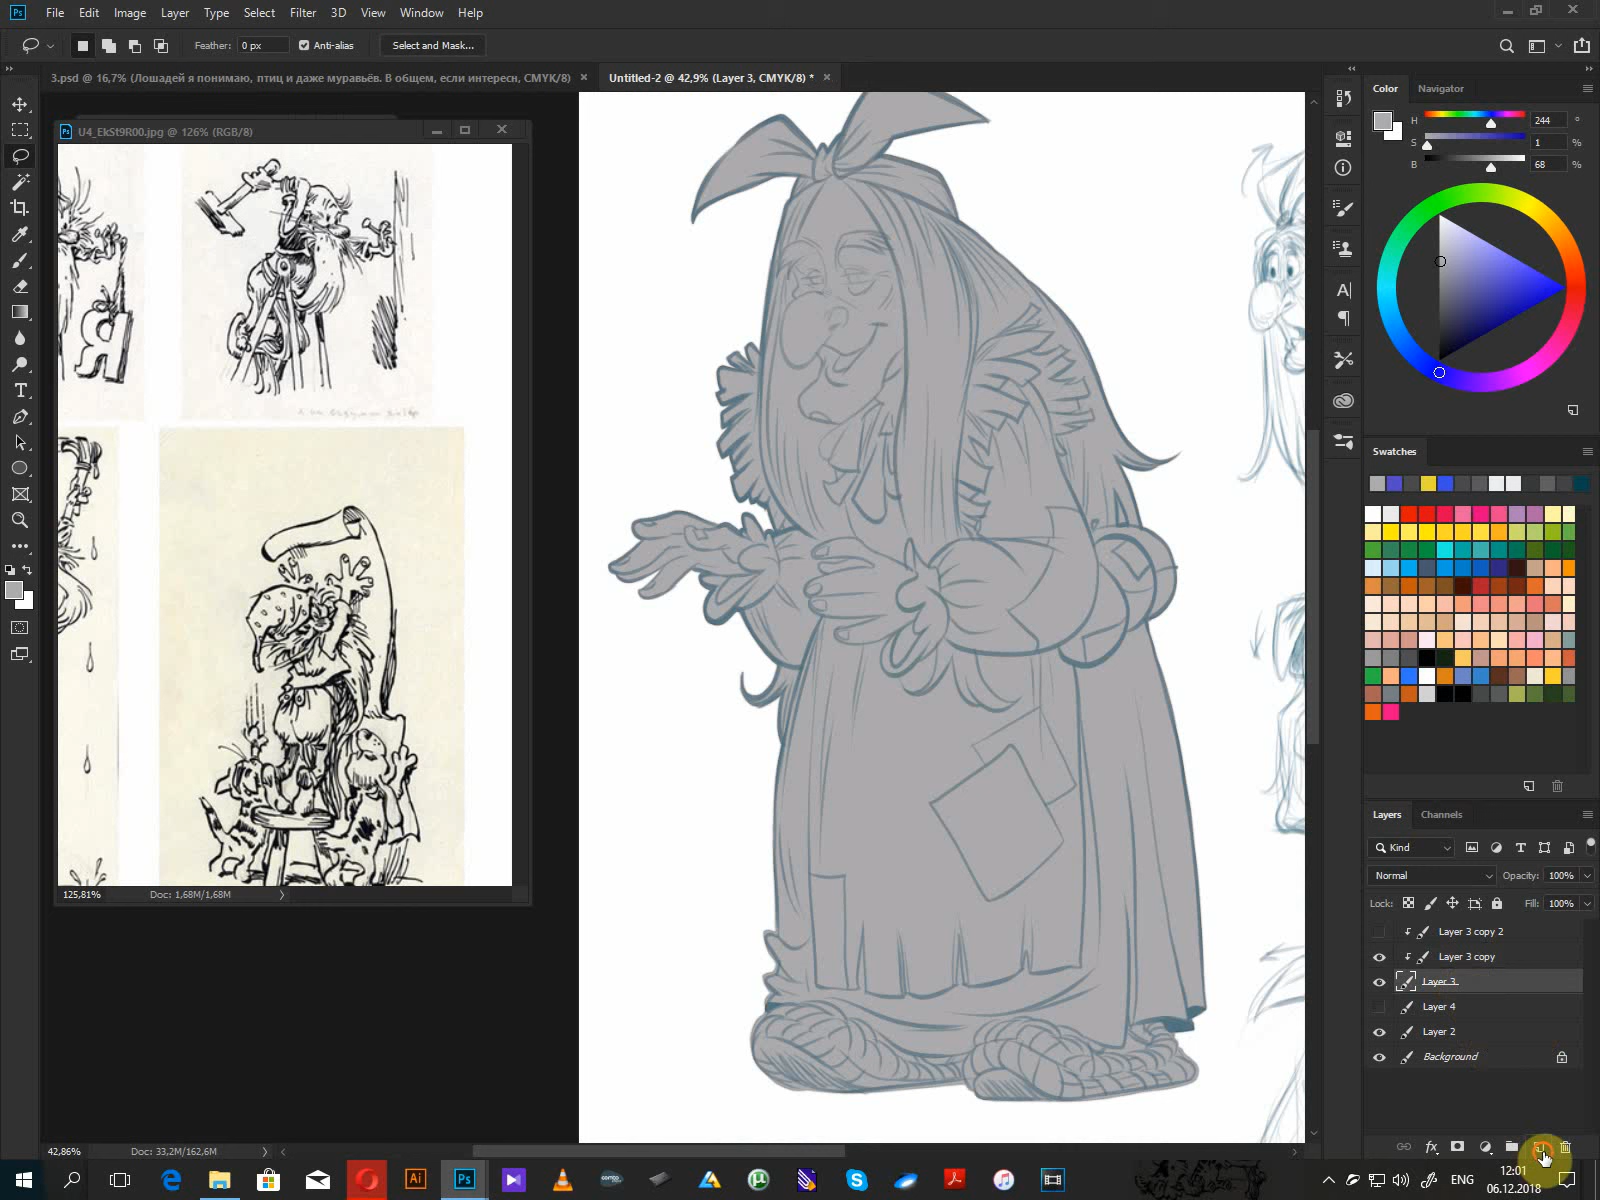 Ps File Edit Image Layer Type Select Filter 3D View Window Help
Feather: 0 px Anti-alias Select and Mask...
3.psd @ 16,7% (Лошадей я понимаю, птиц и даже муравьёв. В общем, если интересн, CMYK/8) × Untitled-2 @ 42,9% (Layer 3, CMYK/8) * ×
U4_EkSt9R00.jpg @ 126% (RGB/8)
Я
125,81% Doc: 1,68M/1,68M
42,86% Doc: 33,2M/162,6M
Color Navigator
H 244 °
S 1 %
B 68 %
Swatches
Layers Channels
Kind
Normal Opacity: 100%
Lock: Fill: 100%
Layer 3 copy 2
Layer 3 copy
Layer 3
Layer 4
Layer 2
Background
fx
Ai Ps
ENG 12:01
06.12.2018